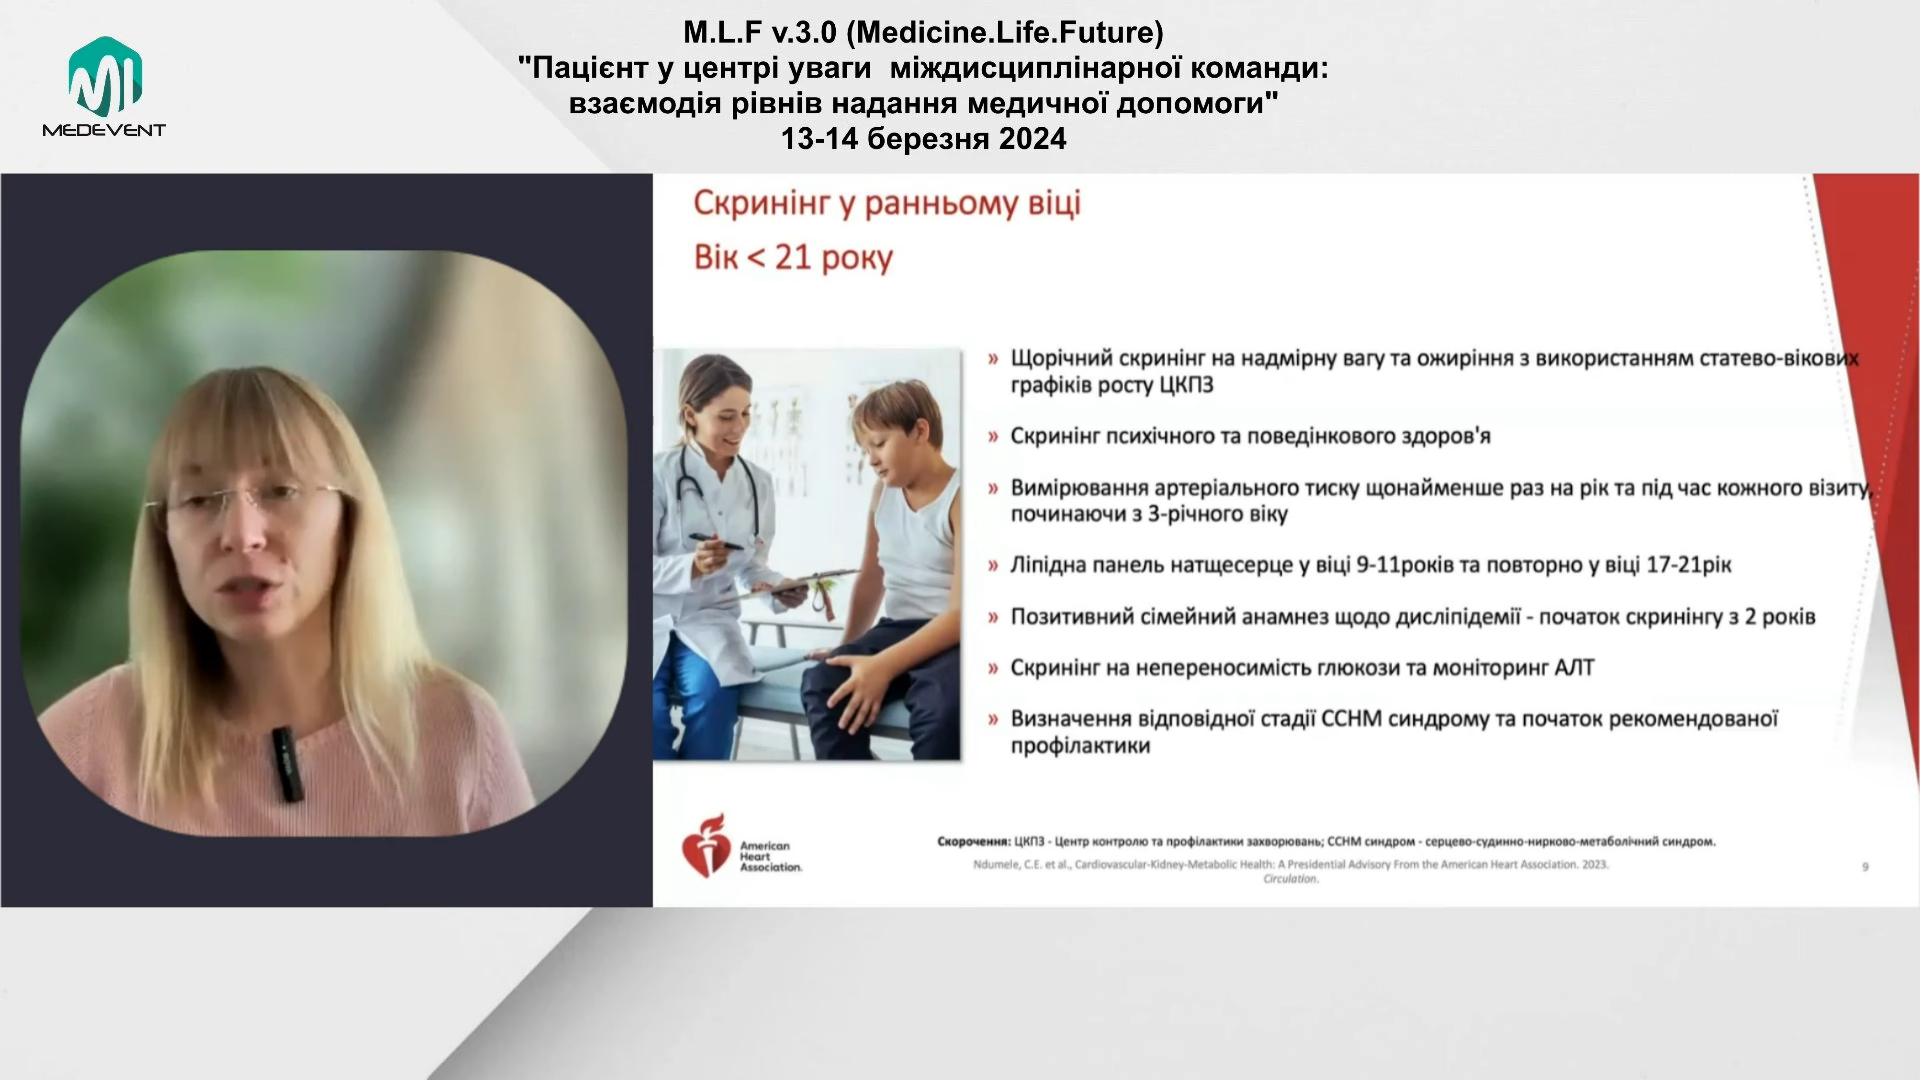 M.L.F v.3.0 (Medicine.Life.Future)
"Пацієнт у центрі уваги міждисциплінарної команди:
взаємодія рівнів надання медичної допомоги"
13-14 березня 2024
MEDEVENT
Скринінг у ранньому віці
Вік < 21 року
» Щорічний скринінг на надмірну вагу та ожиріння з використанням статево-вікових
графіків росту ЦКПЗ
» Скринінг психічного та поведінкового здоров'я
» Вимірювання артеріального тиску щонайменше раз на рік та під час кожного візиту,
починаючи з 3-річного віку
» Ліпідна панель натщесерце у віці 9-11років та повторно у віці 17-21рік
» Позитивний сімейний анамнез щодо дисліпідемії - початок скринінгу з 2 років
» Скринінг на непереносимість глюкози та моніторинг АЛТ
» Визначення відповідної стадії ССНМ синдрому та початок рекомендованої
профілактики
American
Heart
Association.
Скорочення: ЦКПЗ - Центр контролю та профілактики захворювань; ССНМ синдром - серцево-судинно-нирково-метаболічний синдром.
Ndumele, C.E. et al., Cardiovascular-Kidney-Metabolic Health: A Presidential Advisory From the American Heart Association. 2023.
Circulation.
9